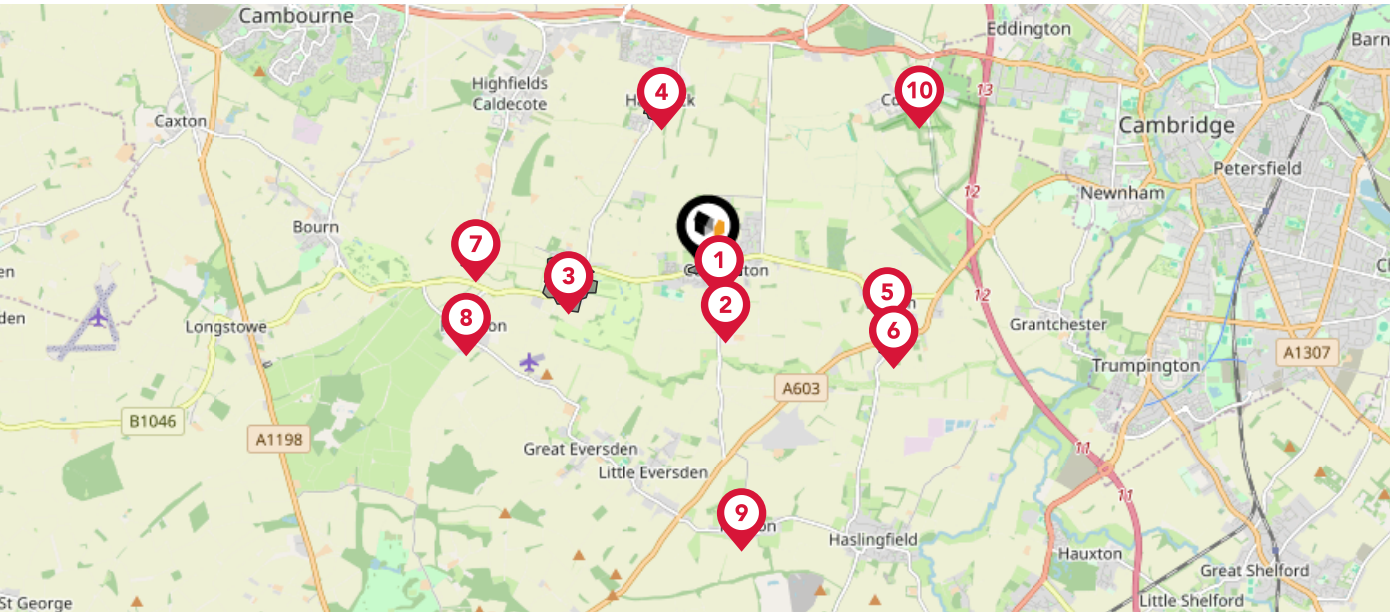 Cambourne
Eddington
Barn
Highfields
Caldecote
4
10
13
Caxton
Cambridge
Petersfield
12
Newnham
Bourn
7
1
3
5
2
12
8
6
Longstowe
Grantchester
Trumpington
A1307
A603
B1046
A1198
Great Eversden
Little Eversden
11
11
9
Haslingfield
Hauxton
Great Shelford
Little Shelford
St George